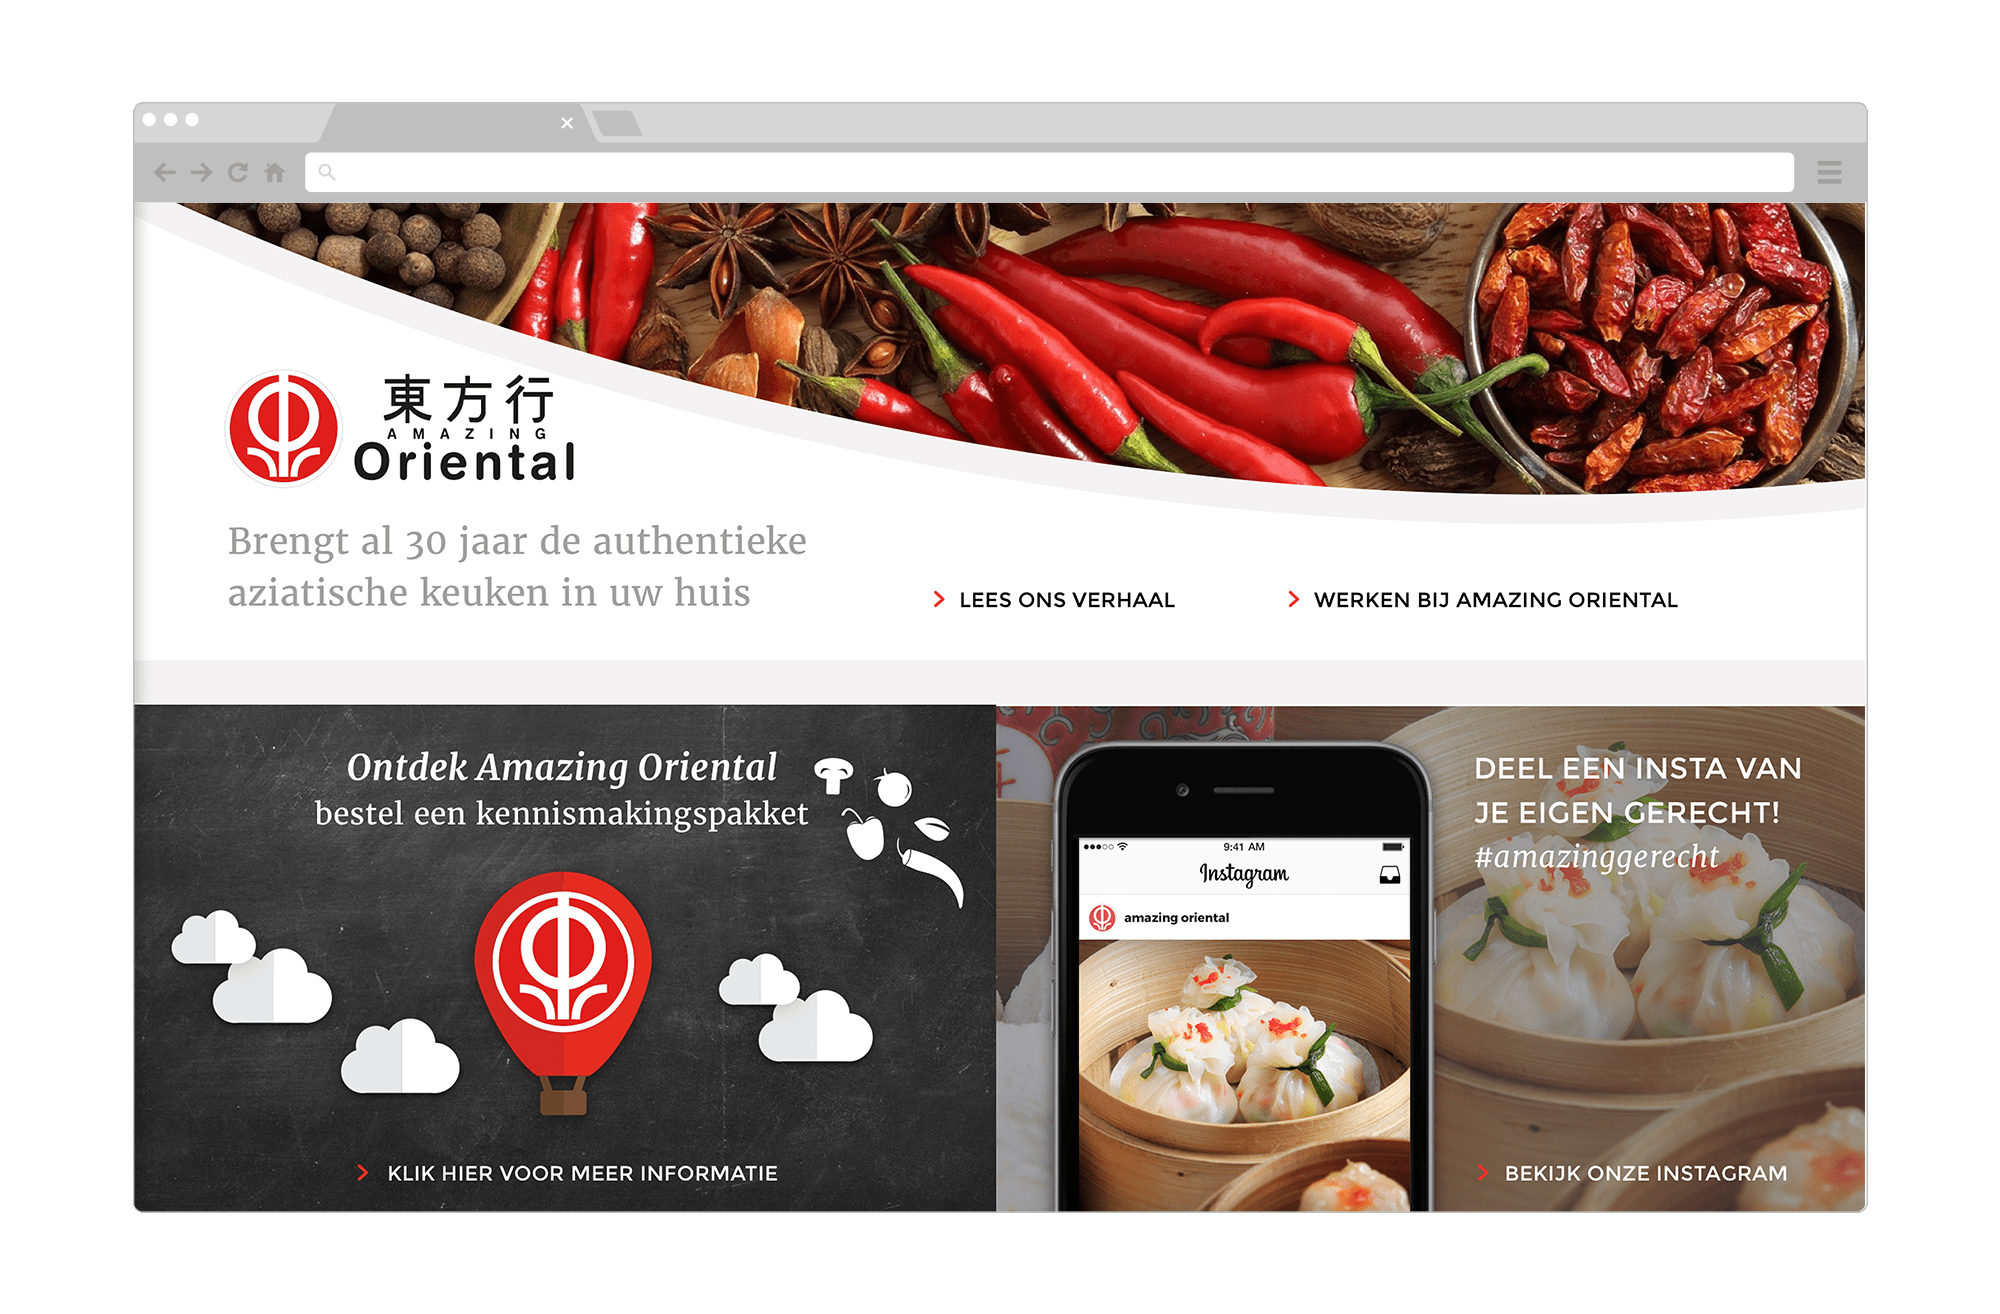 東方行
AMAZING
Oriental
Brengt al 30 jaar de authentieke
aziatische keuken in uw huis
LEES ONS VERHAAL
WERKEN BIJ AMAZING ORIENTAL
Ontdek Amazing Oriental
bestel een kennismakingspakket
KLIK HIER VOOR MEER INFORMATIE
9:41 AM
Instagram
amazing oriental
DEEL EEN INSTA VAN
JE EIGEN GERECHT!
#amazinggerecht
BEKIJK ONZE INSTAGRAM